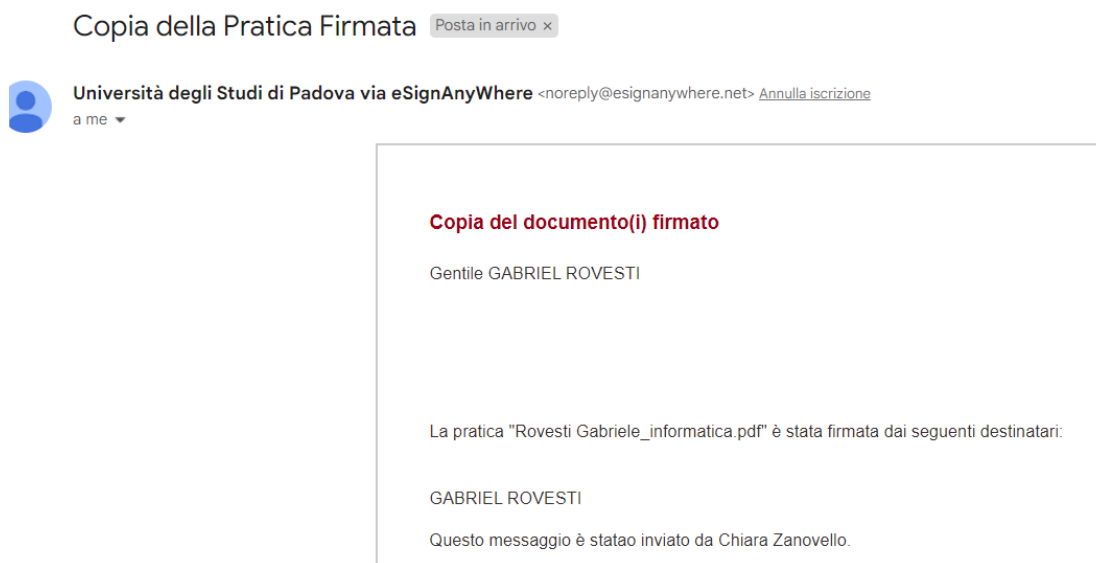 Copia della Pratica Firmata Posta in arrivo ×
Università degli Studi di Padova via eSignAnyWhere <noreply@esignanywhere.net> Annulla iscrizione
a me
Copia del documento(i) firmato
Gentile GABRIEL ROVESTI
La pratica "Rovesti Gabriele_informatica.pdf" è stata firmata dai seguenti destinatari:
GABRIEL ROVESTI
Questo messaggio è statao inviato da Chiara Zanovello.